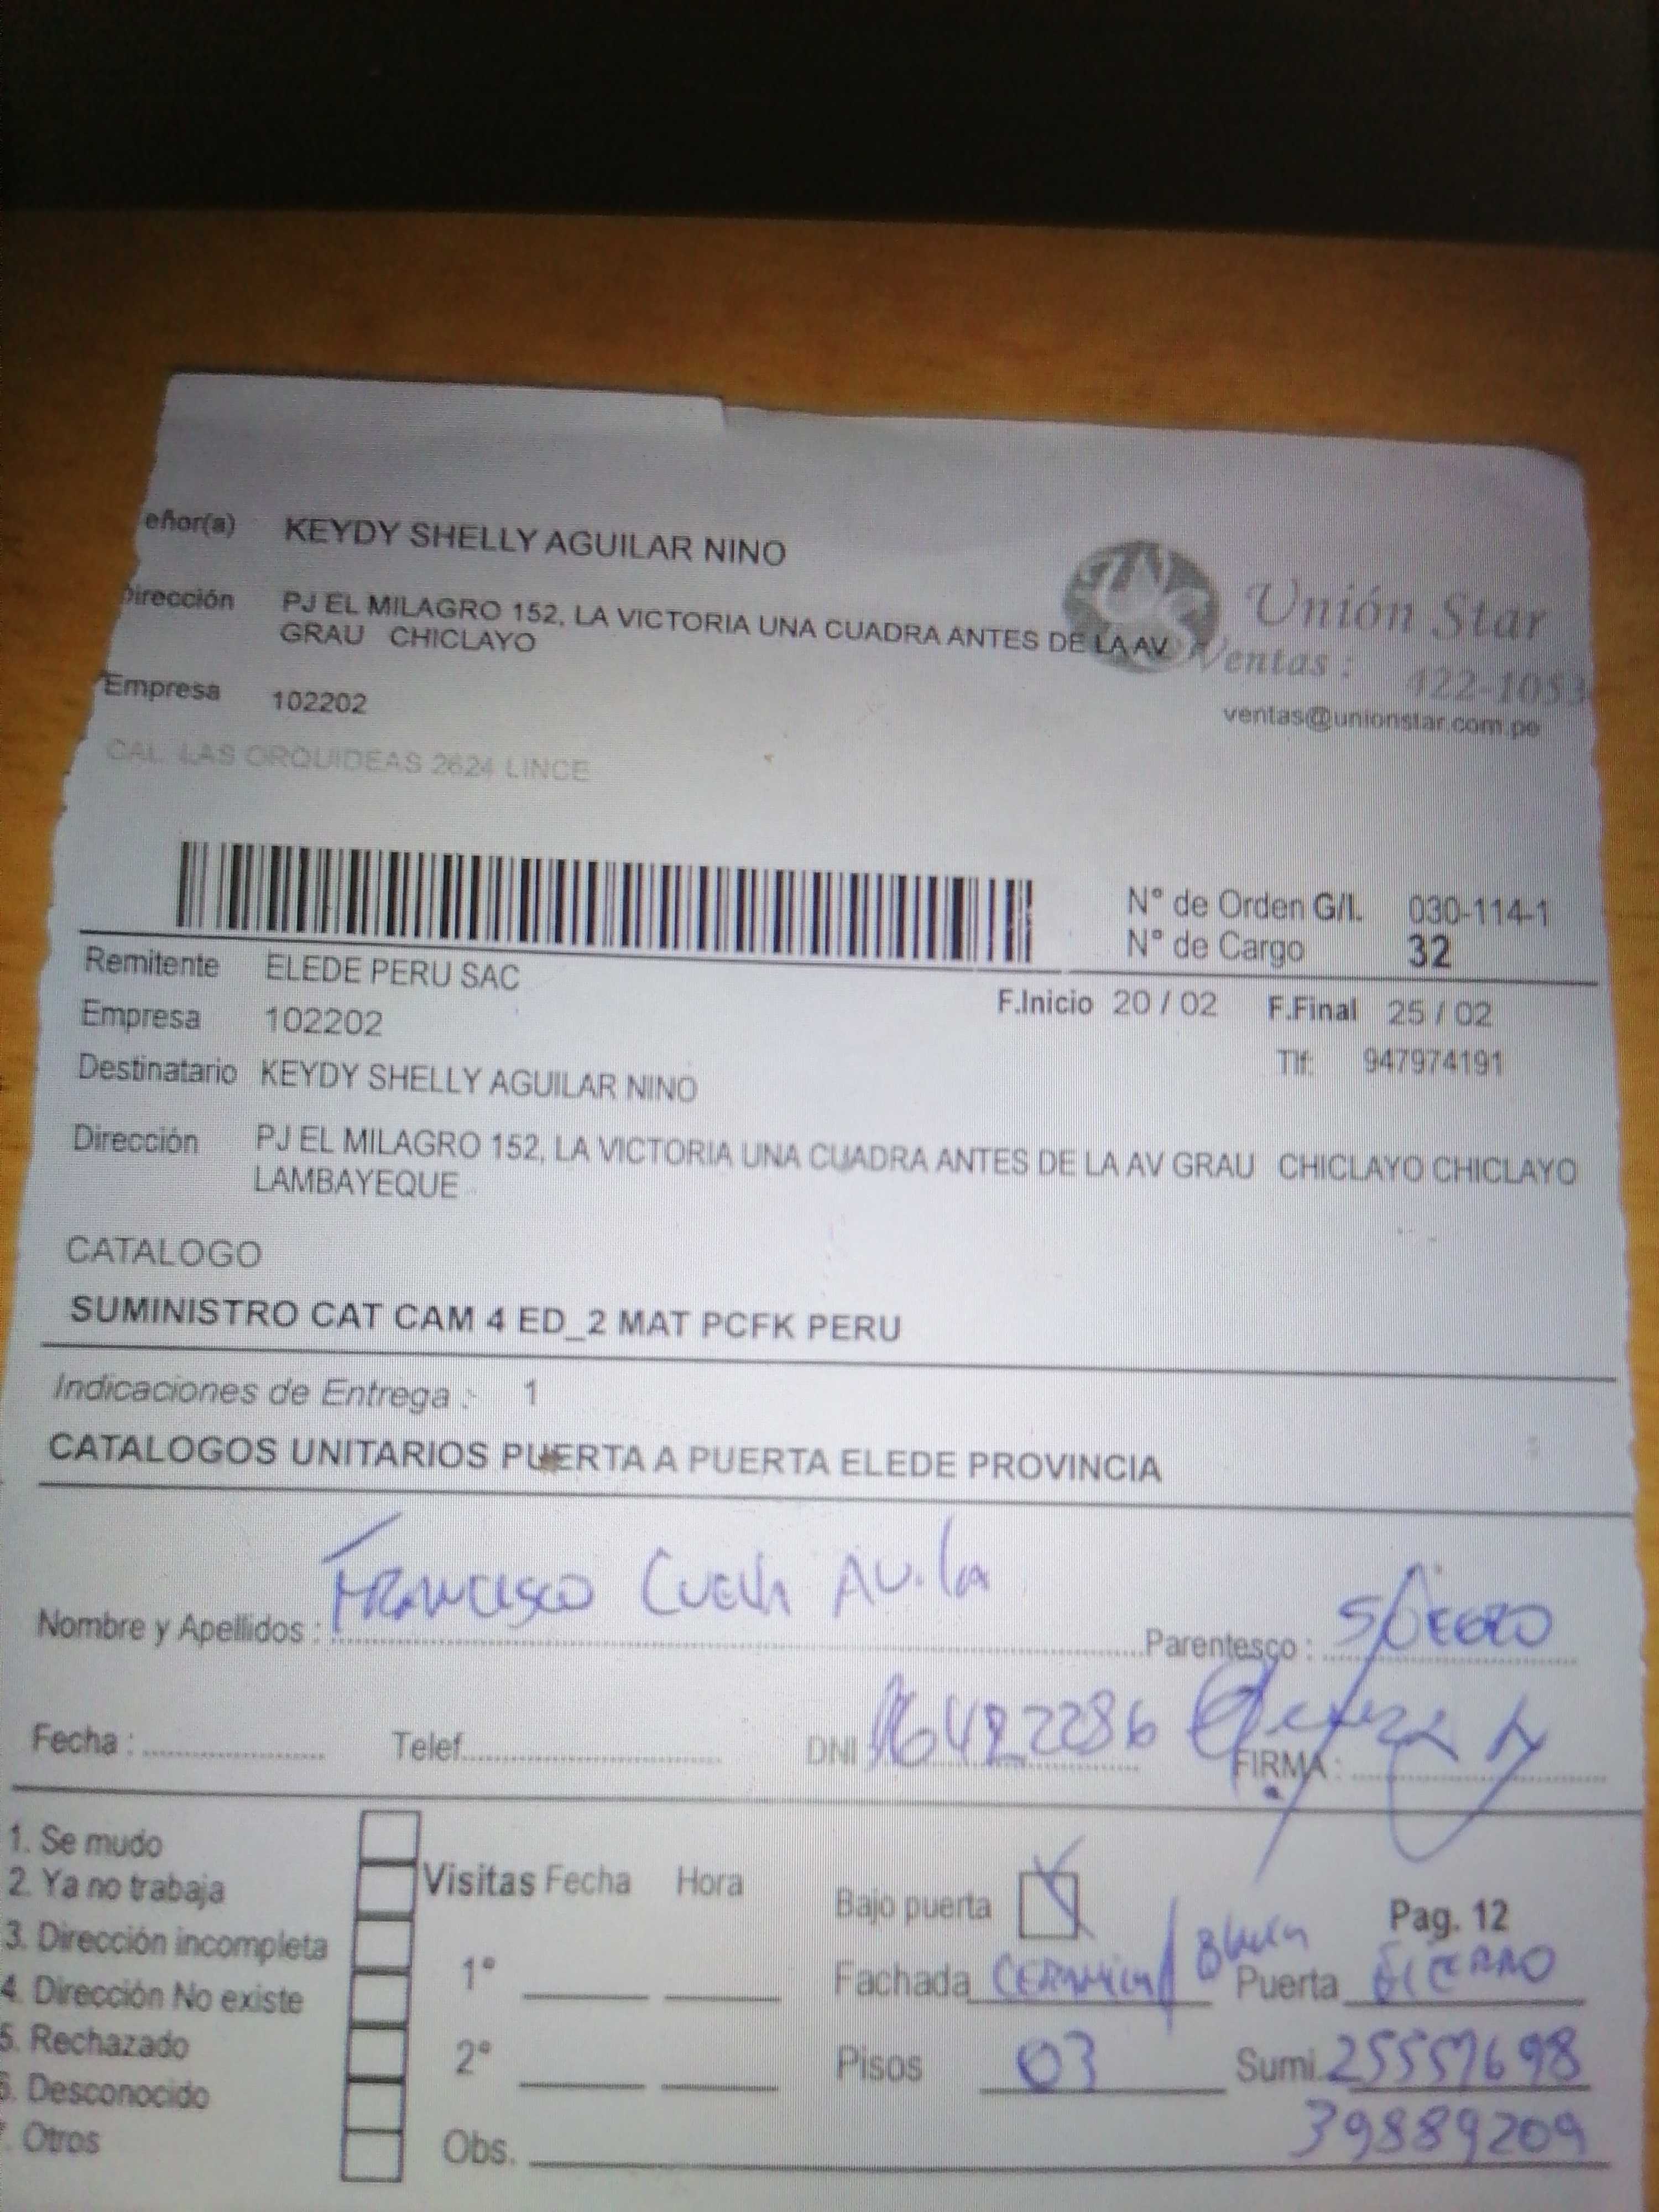 eñor(a) KEYDY SHELLY AGUILAR NINO
Dirección PJ EL MILAGRO 152, LA VICTORIA UNA CUADRA ANTES DE LA AV
GRAU CHICLAYO
Unión Star
Ventas : 422-1053
ventas@unionstar.com.pe
Empresa 102202
CAL. LAS ORQUIDEAS 2624 LINCE
N° de Orden G/I. 030-114-1
N° de Cargo 32
Remitente ELEDE PERU SAC
F.Inicio 20 / 02 F.Final 25 / 02
Empresa 102202
Tlf: 947974191
Destinatario KEYDY SHELLY AGUILAR NINO
Dirección PJ EL MILAGRO 152, LA VICTORIA UNA CUADRA ANTES DE LA AV GRAU CHICLAYO CHICLAYO
LAMBAYEQUE
CATALOGO
SUMINISTRO CAT CAM 4 ED_2 MAT PCFK PERU
Indicaciones de Entrega : 1
CATALOGOS UNITARIOS PUERTA A PUERTA ELEDE PROVINCIA
Nombre y Apellidos : Francisco Avila Parentesco : SUEGRO
Fecha : Telef. DNI 16422286 FIRMA :
1. Se mudo
2. Ya no trabaja
3. Dirección incompleta
4. Dirección No existe
5. Rechazado
6. Desconocido
. Otros
Visitas Fecha Hora
1°
2°
Obs.
Bajo puerta
Pag. 12
Fachada Puerta
Pisos 03 Sumi. 25557698
39889209